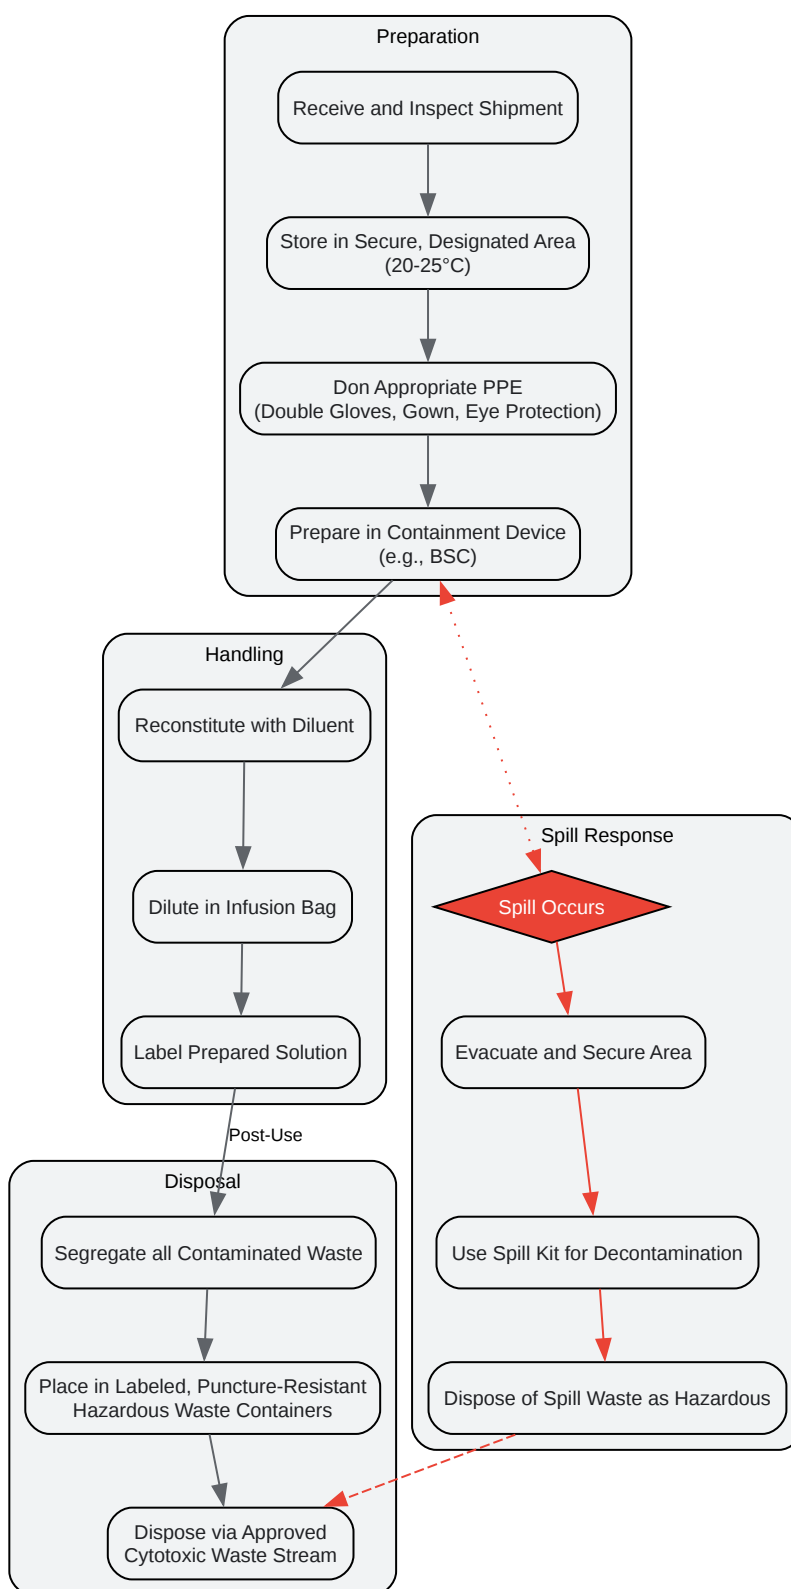 Preparation
Receive and Inspect Shipment
Store in Secure, Designated Area
(20-25°C)
Don Appropriate PPE
(Double Gloves, Gown, Eye Protection)
Prepare in Containment Device
(e.g., BSC)
Handling
Reconstitute with Diluent
Dilute in Infusion Bag
Label Prepared Solution
Post-Use
Spill Response
Spill Occurs
Evacuate and Secure Area
Use Spill Kit for Decontamination
Dispose of Spill Waste as Hazardous
Disposal
Segregate all Contaminated Waste
Place in Labeled, Puncture-Resistant
Hazardous Waste Containers
Dispose via Approved
Cytotoxic Waste Stream